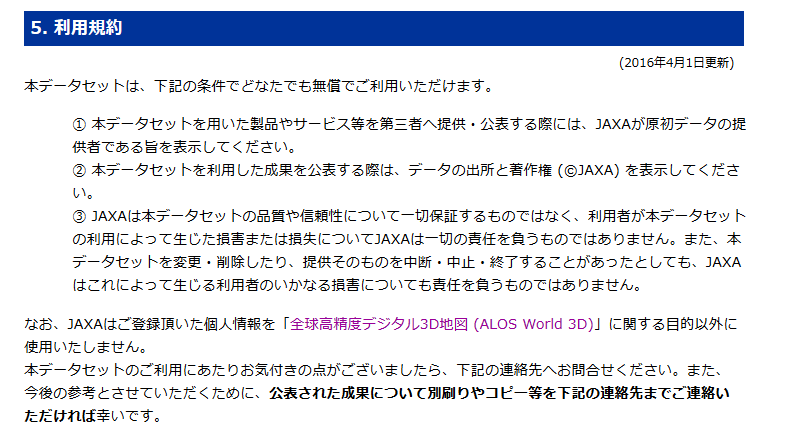 5. 利用規約
(2016年4月1日更新)
本データセットは、下記の条件でどなたでも無償でご利用いただけます。
① 本データセットを用いた製品やサービス等を第三者へ提供・公表する際には、JAXAが原初データの提
供者である旨を表示してください。
② 本データセットを利用した成果を公表する際は、データの出所と著作権 (©JAXA) を表示してくださ
い。
③ JAXAは本データセットの品質や信頼性について一切保証するものではなく、利用者が本データセット
の利用によって生じた損害または損失についてJAXAは一切の責任を負うものではありません。また、本
データセットを変更・削除したり、提供そのものを中断・中止・終了することがあったとしても、JAXA
はこれによって生じる利用者のいかなる損害についても責任を負うものではありません。
なお、JAXAはご登録頂いた個人情報を「全球高精度デジタル3D地図 (ALOS World 3D)」に関する目的以外に
使用いたしません。
本データセットのご利用にあたりお気付きの点がございましたら、下記の連絡先へお問合せください。また、
今後の参考とさせていただくために、公表された成果について別刷りやコピー等を下記の連絡先までご連絡い
ただければ幸いです。